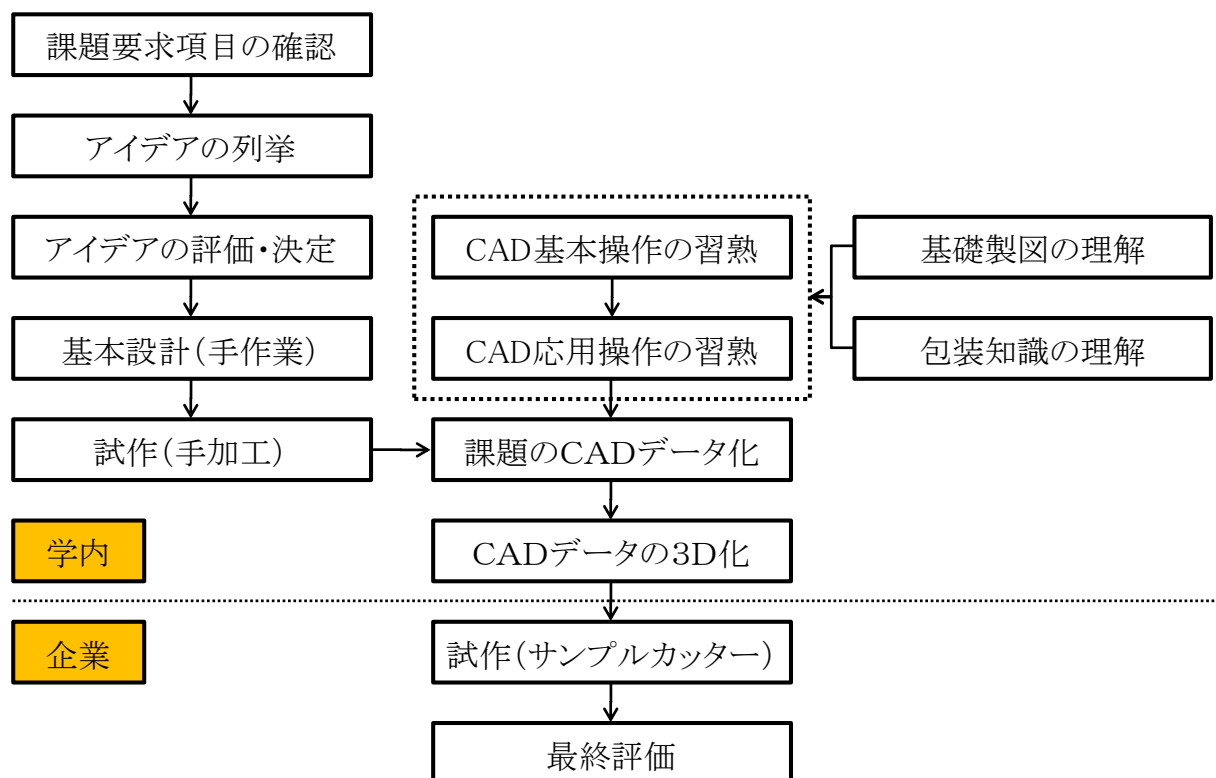 課題要求項目の確認
アイデアの列挙
アイデアの評価・決定
基本設計(手作業)
試作(手加工)
CAD基本操作の習熟
CAD応用操作の習熟
基礎製図の理解
包装知識の理解
課題のCADデータ化
CADデータの3D化
学内
企業
試作(サンプルカッター)
最終評価